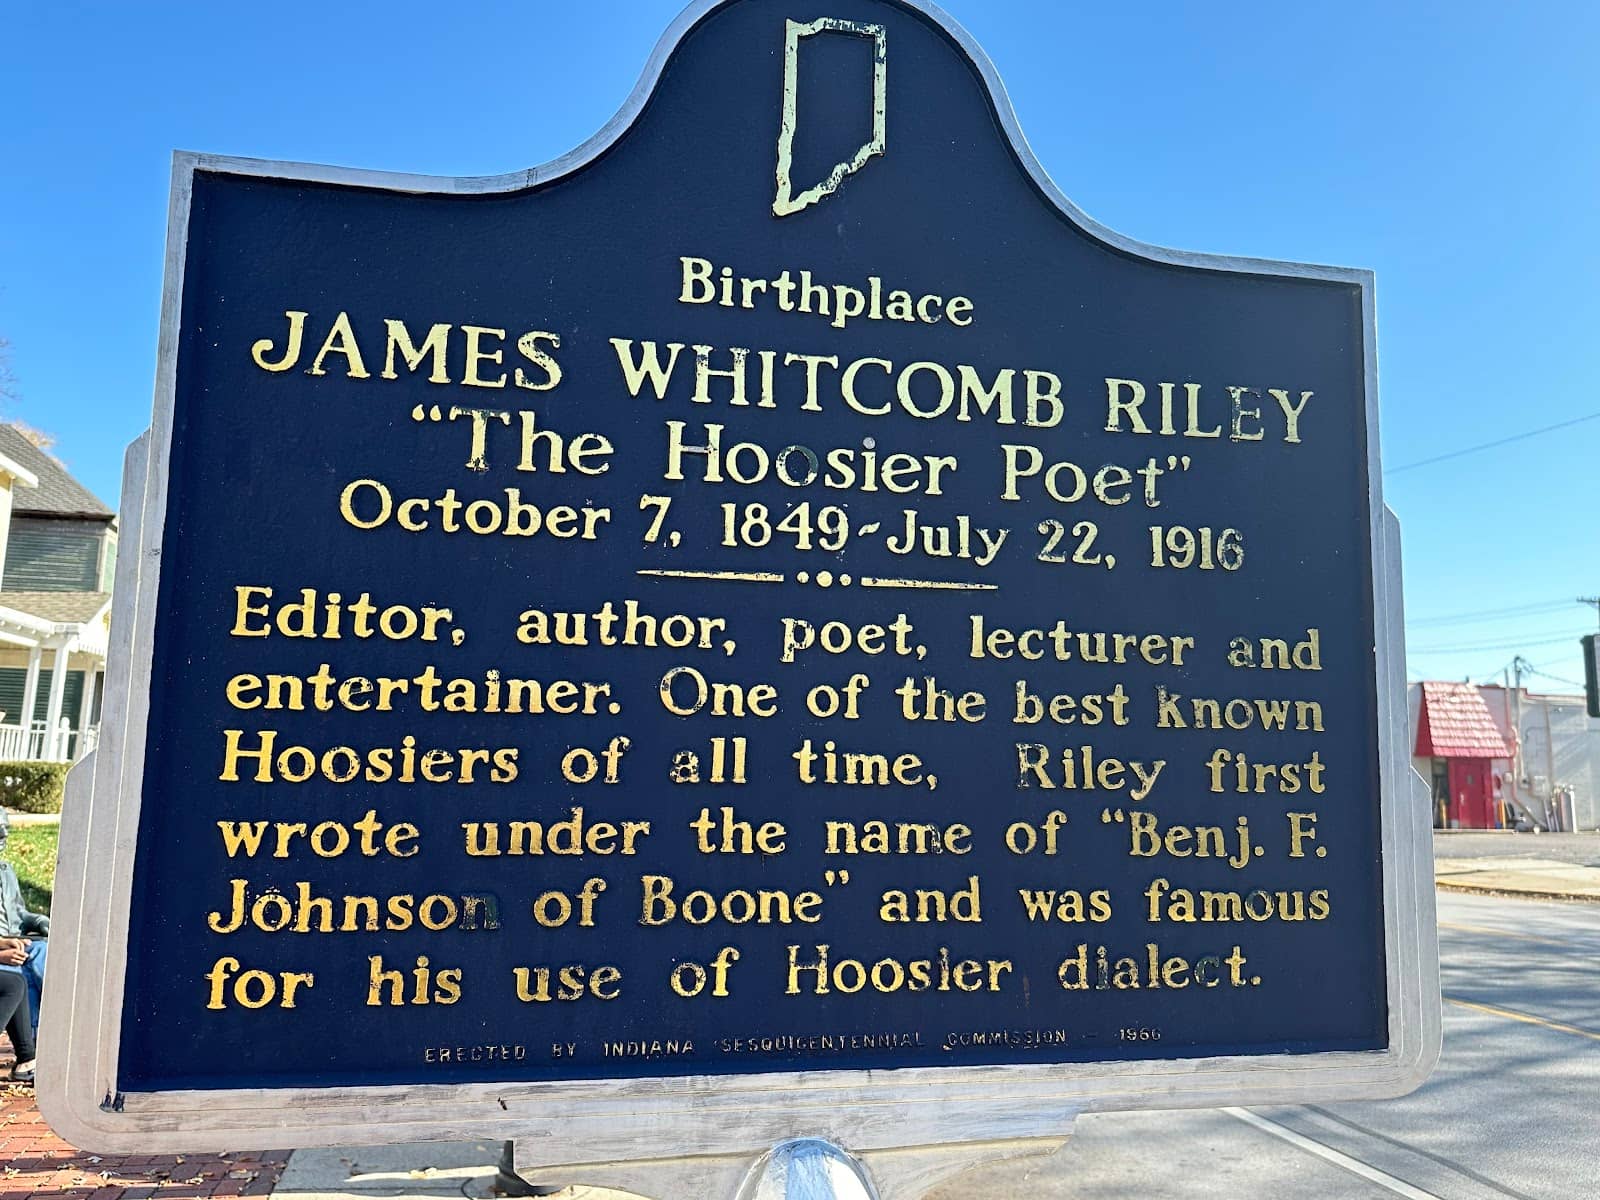 Birthplace
JAMES WHITCOMB RILEY
"The Hoosier Poet"
October 7, 1849-July 22, 1916
Editor, author, poet, lecturer and
entertainer. One of the best known
Hoosiers of all time, Riley first
wrote under the name of "Benj. F.
Johnson of Boone" and was famous
for his use of Hoosier dialect.
ERECTED BY INDIANA SESQUICENTENNIAL COMMISSION - 1966